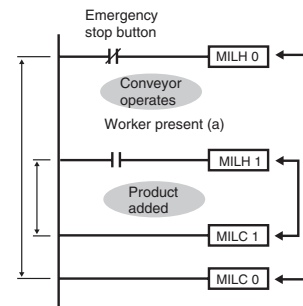 Emergency
stop button
MILH 0
Conveyor
operates
Worker present (a)
MILH 1
Product
added
MILC 1
MILC 0